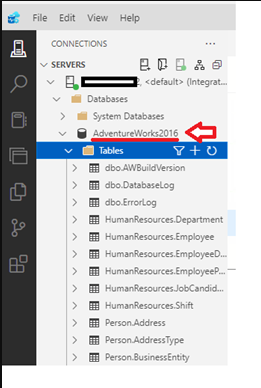 File Edit View Help
CONNECTIONS
SERVERS
, <default> (Integrat
Databases
System Databases
AdventureWorks2016
Tables
dbo.AWBuildVersion
dbo.DatabaseLog
dbo.ErrorLog
HumanResources.Department
HumanResources.Employee
HumanResources.EmployeeD...
HumanResources.EmployeeP...
HumanResources.JobCandid...
HumanResources.Shift
Person.Address
Person.AddressType
Person.BusinessEntity